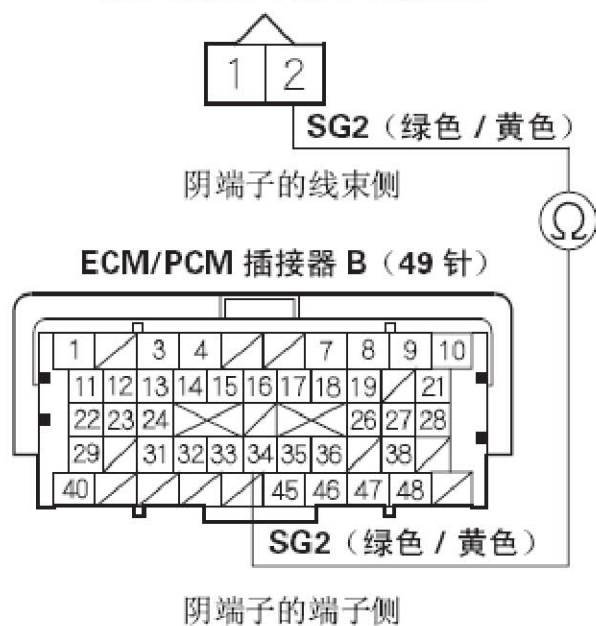 1 2
SG2（绿色 / 黄色）
阴端子的线束侧
Ω
ECM/PCM 插接器 B（49 针）
1 3 4 7 8 9 10
11 12 13 14 15 16 17 18 19 21
22 23 24 26 27 28
29 31 32 33 34 35 36 38
40 45 46 47 48
SG2（绿色 / 黄色）
阴端子的端子侧